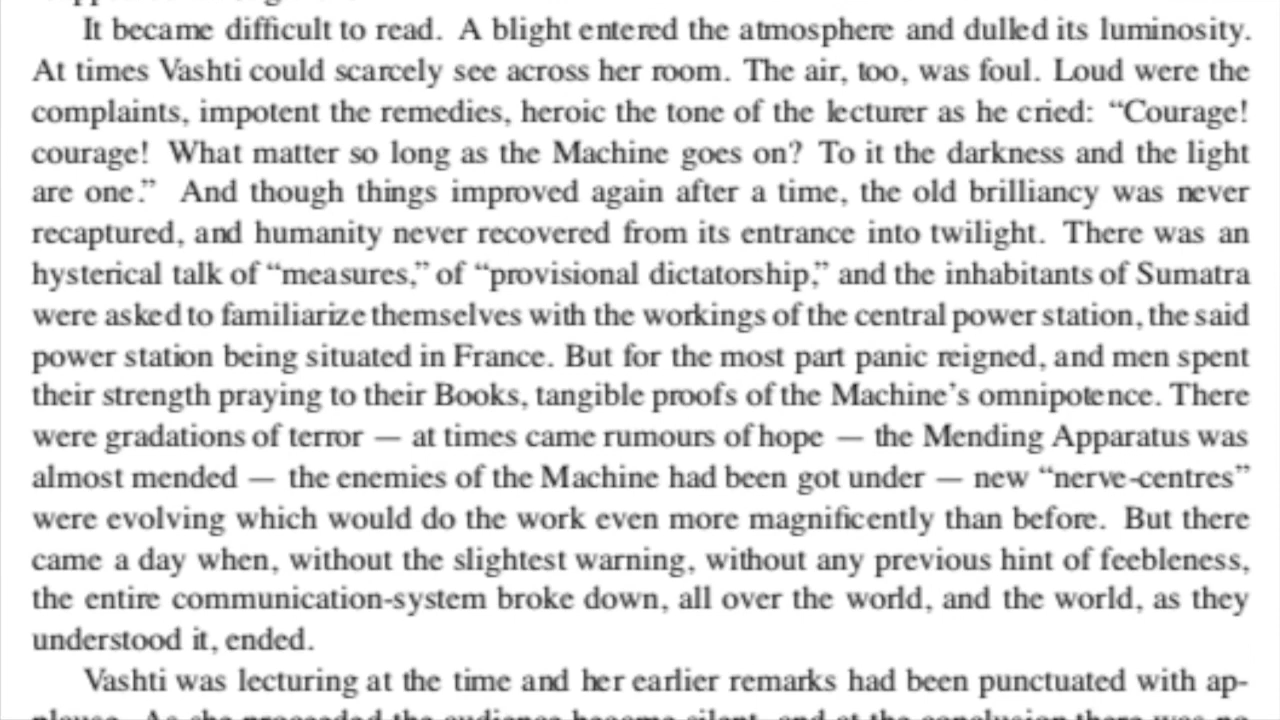 It became difficult to read. A blight entered the atmosphere and dulled its luminosity.
At times Vashti could scarcely see across her room. The air, too, was foul. Loud were the
complaints, impotent the remedies, heroic the tone of the lecturer as he cried: “Courage!
courage! What matter so long as the Machine goes on? To it the darkness and the light
are one.” And though things improved again after a time, the old brilliancy was never
recaptured, and humanity never recovered from its entrance into twilight. There was an
hysterical talk of “measures,” of “provisional dictatorship,” and the inhabitants of Sumatra
were asked to familiarize themselves with the workings of the central power station, the said
power station being situated in France. But for the most part panic reigned, and men spent
their strength praying to their Books, tangible proofs of the Machine’s omnipotence. There
were gradations of terror — at times came rumours of hope — the Mending Apparatus was
almost mended — the enemies of the Machine had been got under — new “nerve-centres”
were evolving which would do the work even more magnificently than before. But there
came a day when, without the slightest warning, without any previous hint of feebleness,
the entire communication-system broke down, all over the world, and the world, as they
understood it, ended.
Vashti was lecturing at the time and her earlier remarks had been punctuated with ap-